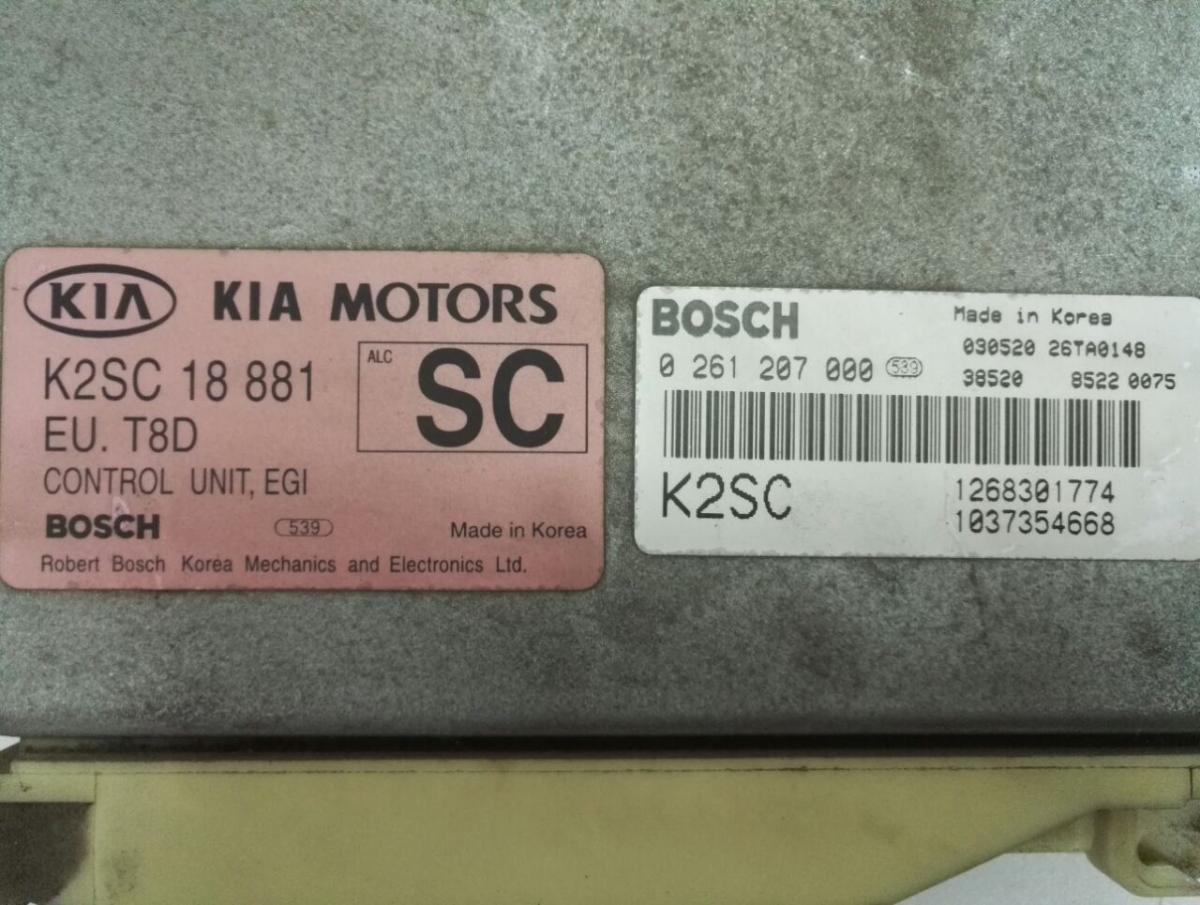 KIA KIA MOTORS
K2SC 18 881
ALC
SC
EU. T8D
CONTROL UNIT, EGI
BOSCH 539 Made in Korea
Robert Bosch Korea Mechanics and Electronics Ltd.
BOSCH Made in Korea
030520 26TA0148
0 261 207 000 539
38520 8522 0075
K2SC 1268301774
1037354668